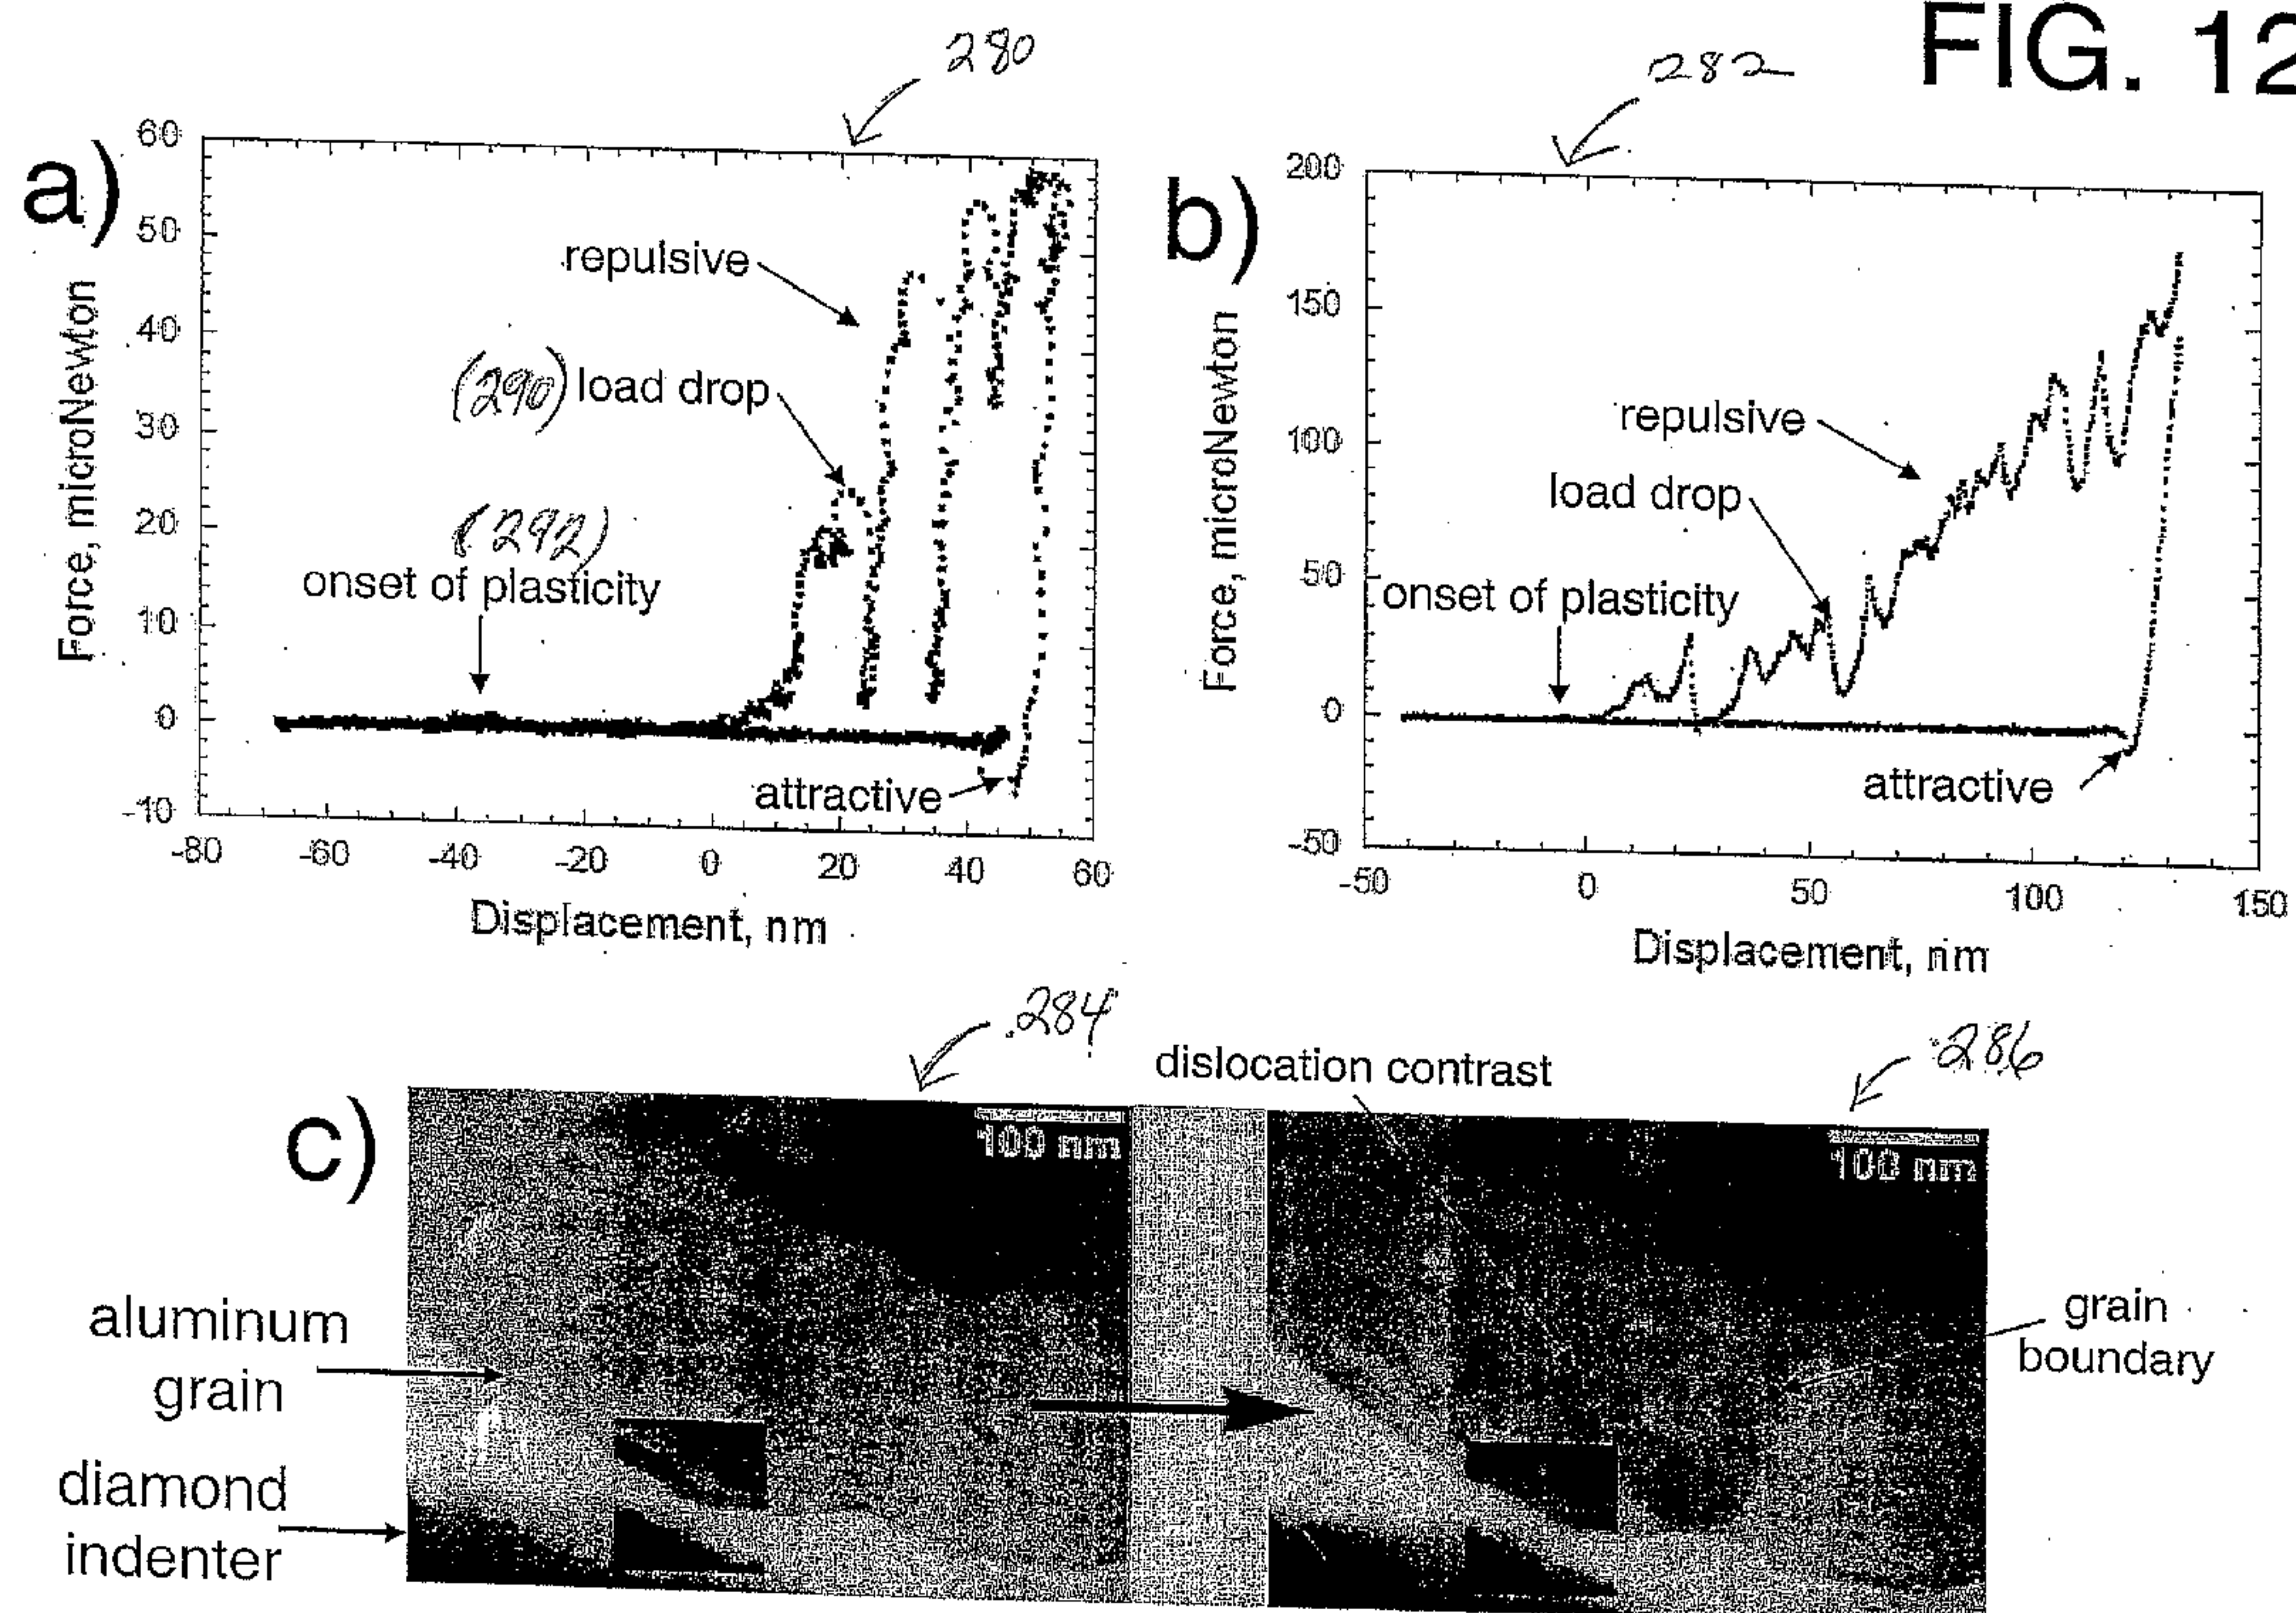 FIG. 12
280
282
a)
60
50
40
30
20
10
0
-10
Force, microNewton
repulsive
(290) load drop
(292)
onset of plasticity
attractive
-80 -60 -40 -20 0 20 40 60
Displacement, nm
b)
200
150
100
50
0
-50
Force, microNewton
repulsive
load drop
onset of plasticity
attractive
-50 0 50 100 150
Displacement, nm
284
286
dislocation contrast
c)
100 nm
100 nm
aluminum
grain
diamond
indenter
grain
boundary